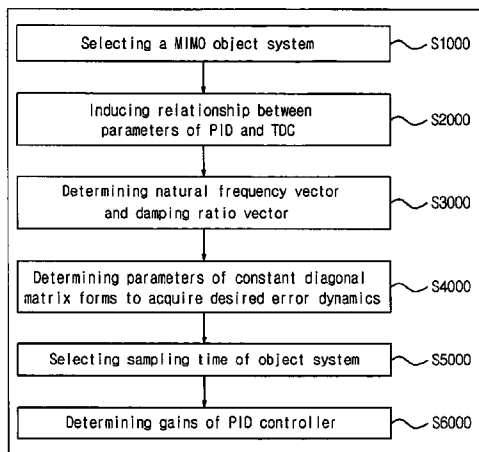 Selecting a MIMO object system
S1000
Inducing relationship between
parameters of PID and TDC
S2000
Determining natural frequency vector
and damping ratio vector
S3000
Determining parameters of constant diagonal
matrix forms to acquire desired error dynamics
S4000
Selecting sampling time of object system
S5000
Determining gains of PID controller
S6000